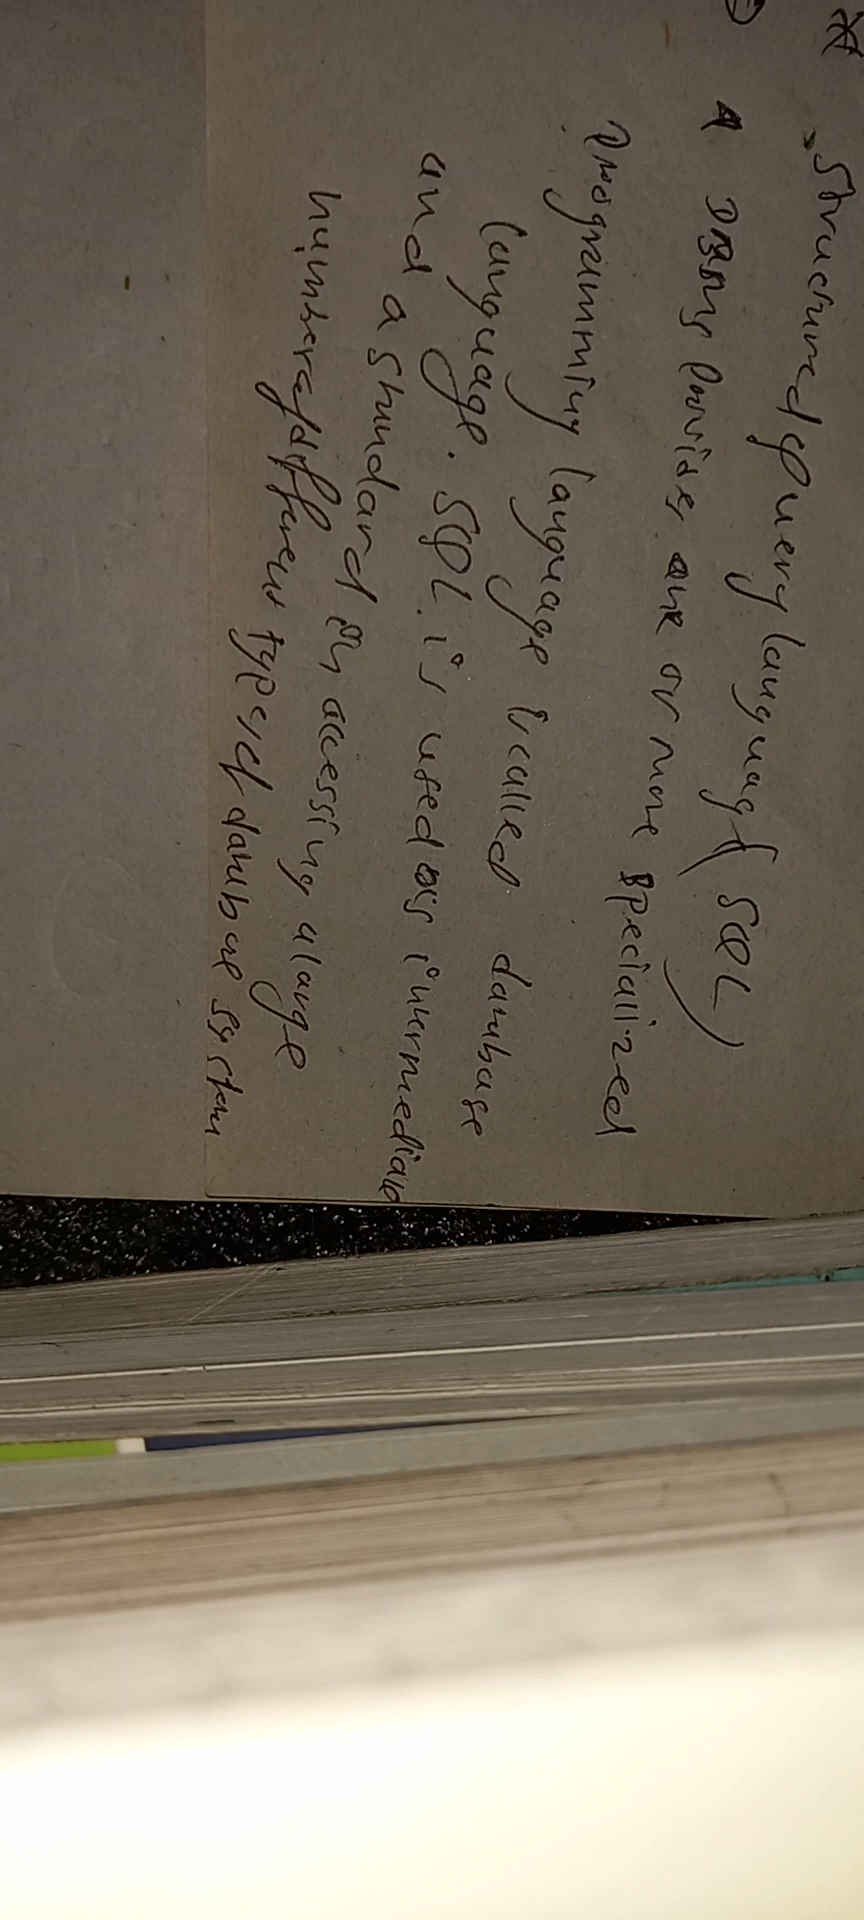 * Structured query language (SQL)
→ A DBMS Provides one or more specialized
programming language called database
language. SQL is used as intermediate
and a standard for accessing a large
number of different types of database system